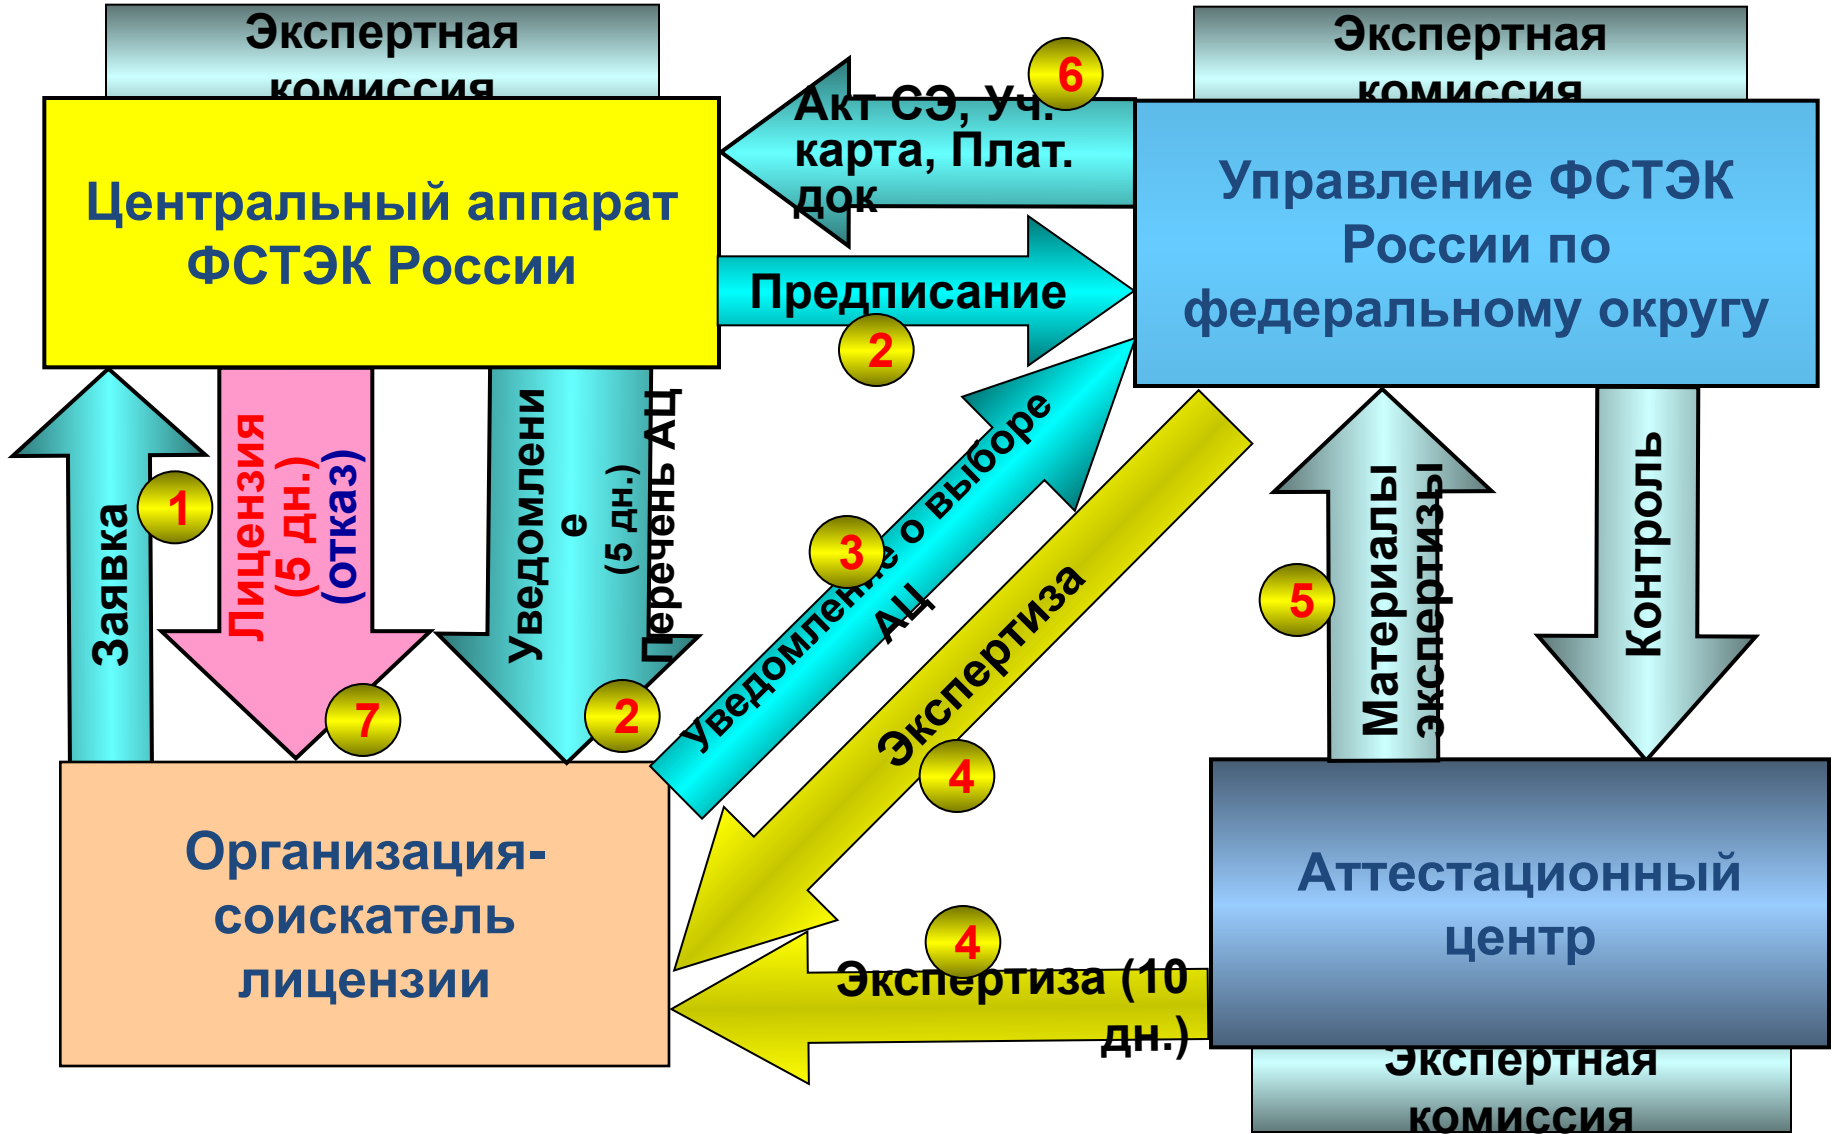 Экспертная
комиссия
Экспертная
комиссия
6
Акт СЭ, Уч.
карта, Плат.
док
Центральный аппарат
ФСТЭК России
Управление ФСТЭК
России по
федеральному округу
Предписание
2
Заявка
1
Лицензия
(5 дн.)
(отказ)
7
Уведомлени
е
(5 дн.)
Перечень АЦ
2
Уведомление о выборе
АЦ
3
Экспертиза
4
Материалы
экспертизы
5
Контроль
Организация-
соискатель
лицензии
4
Экспертиза (10
дн.)
Аттестационный
центр
Экспертная
комиссия